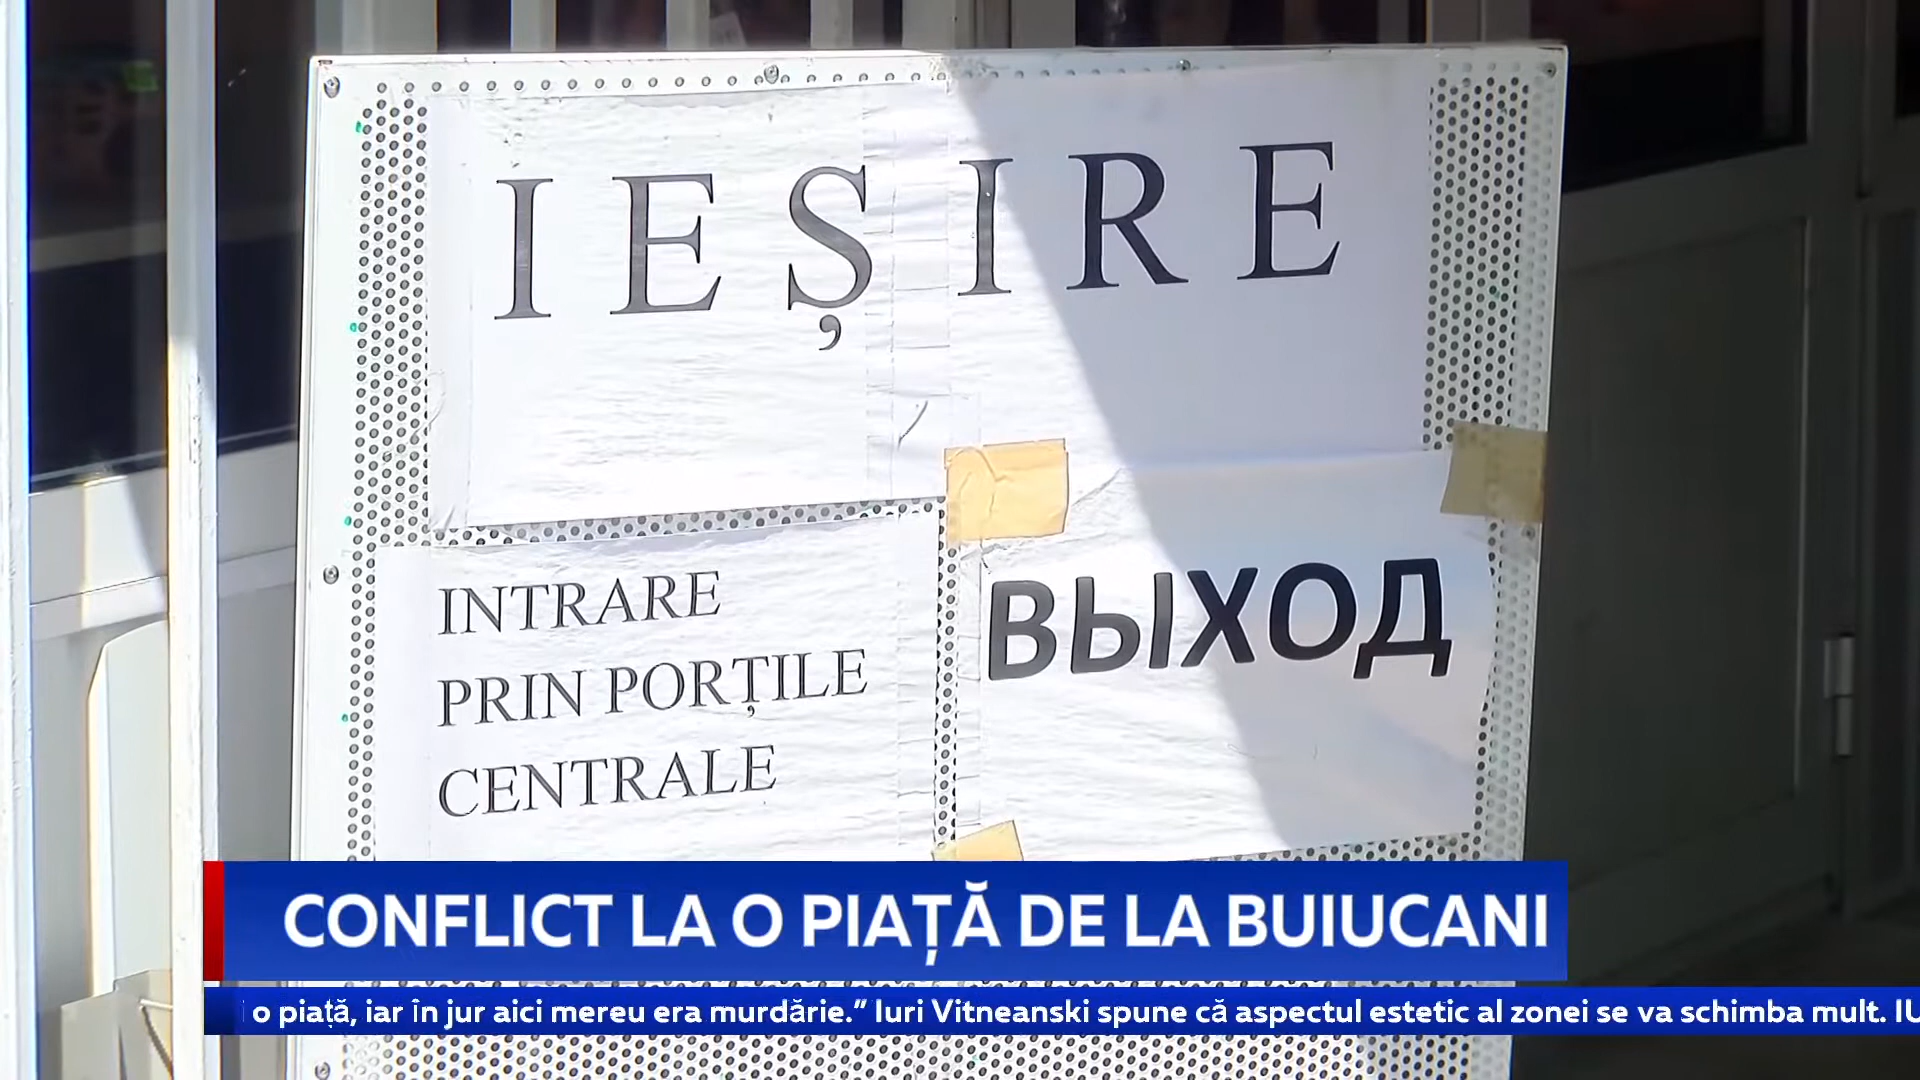 IEȘIRE
INTRARE
PRIN PORȚILE
CENTRALE
ВЫХОД
CONFLICT LA O PIAȚĂ DE LA BUIUCANI
o piață, iar în jur aici mereu era murdărie.” Iuri Vitneanski spune că aspectul estetic al zonei se va schimba mult.